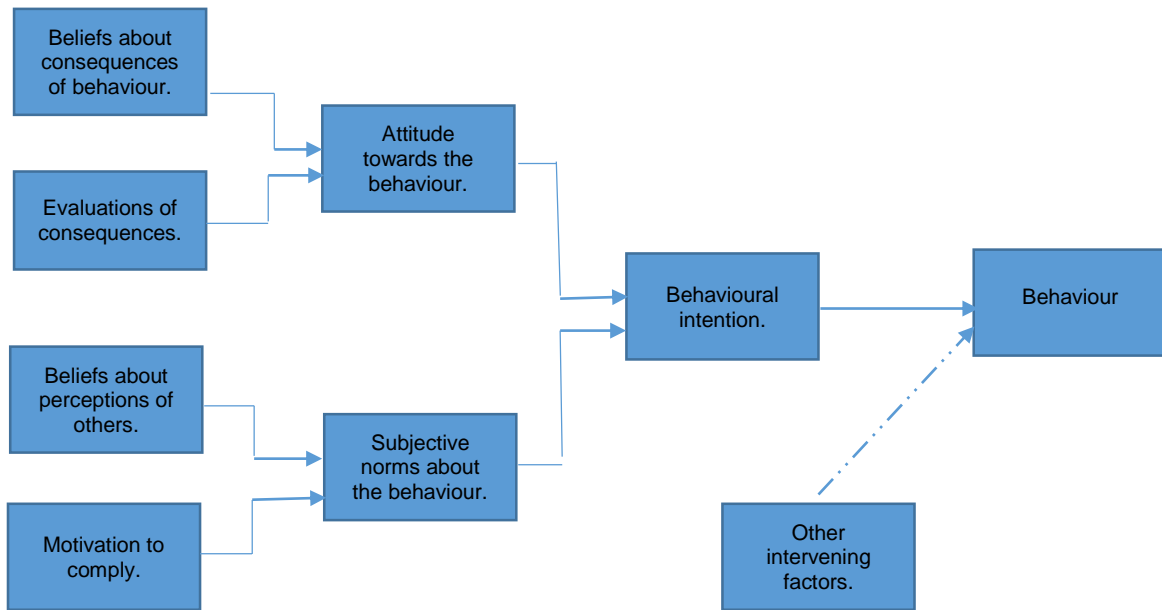 Beliefs about
consequences
of behaviour.
Attitude
towards the
behaviour.
Evaluations of
consequences.
Behavioural
intention.
Behaviour
Beliefs about
perceptions of
others.
Subjective
norms about
the behaviour.
Motivation to
comply.
Other
intervening
factors.